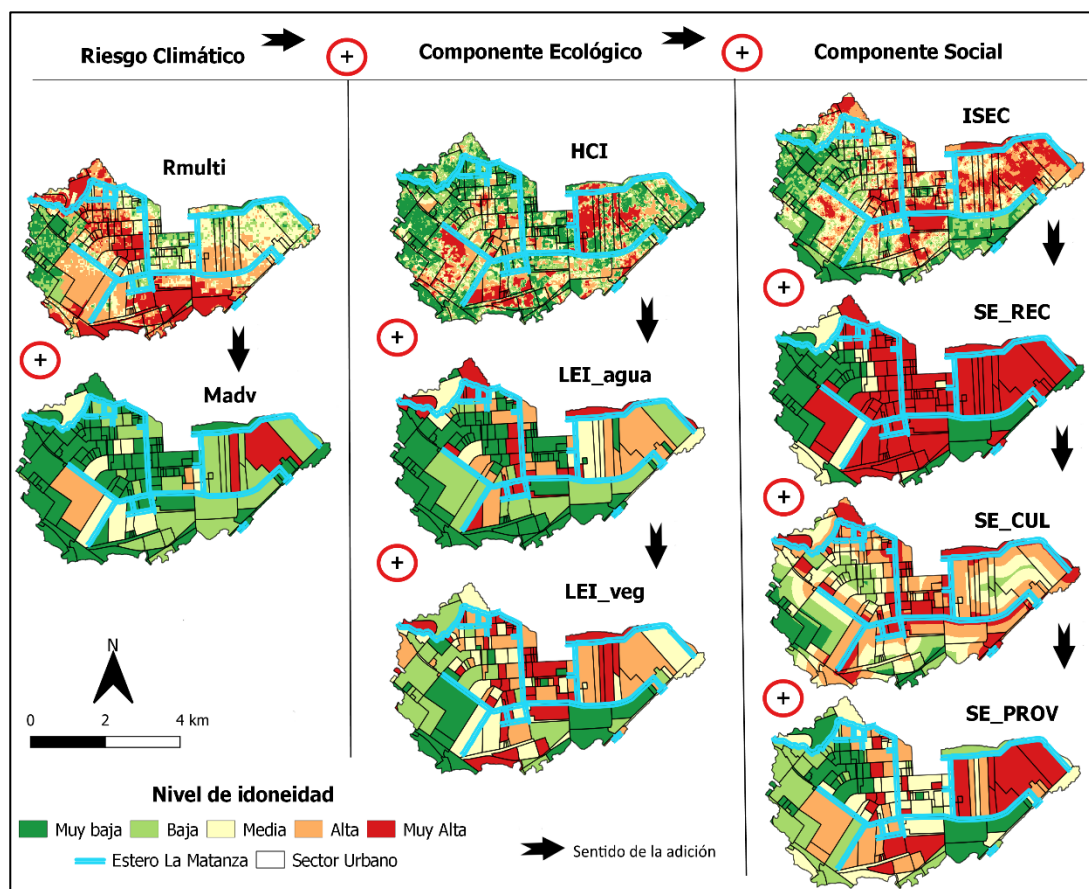 Riesgo Climático
+
Componente Ecológico
+
Componente Social
Rmulti
+
Madv
HCI
+
LEI_agua
+
LEI_veg
ISEC
+
SE_REC
+
SE_CUL
+
SE_PROV
N
0 2 4 km
Nivel de idoneidad
Muy baja Baja Media Alta Muy Alta
Estero La Matanza Sector Urbano
Sentido de la adición